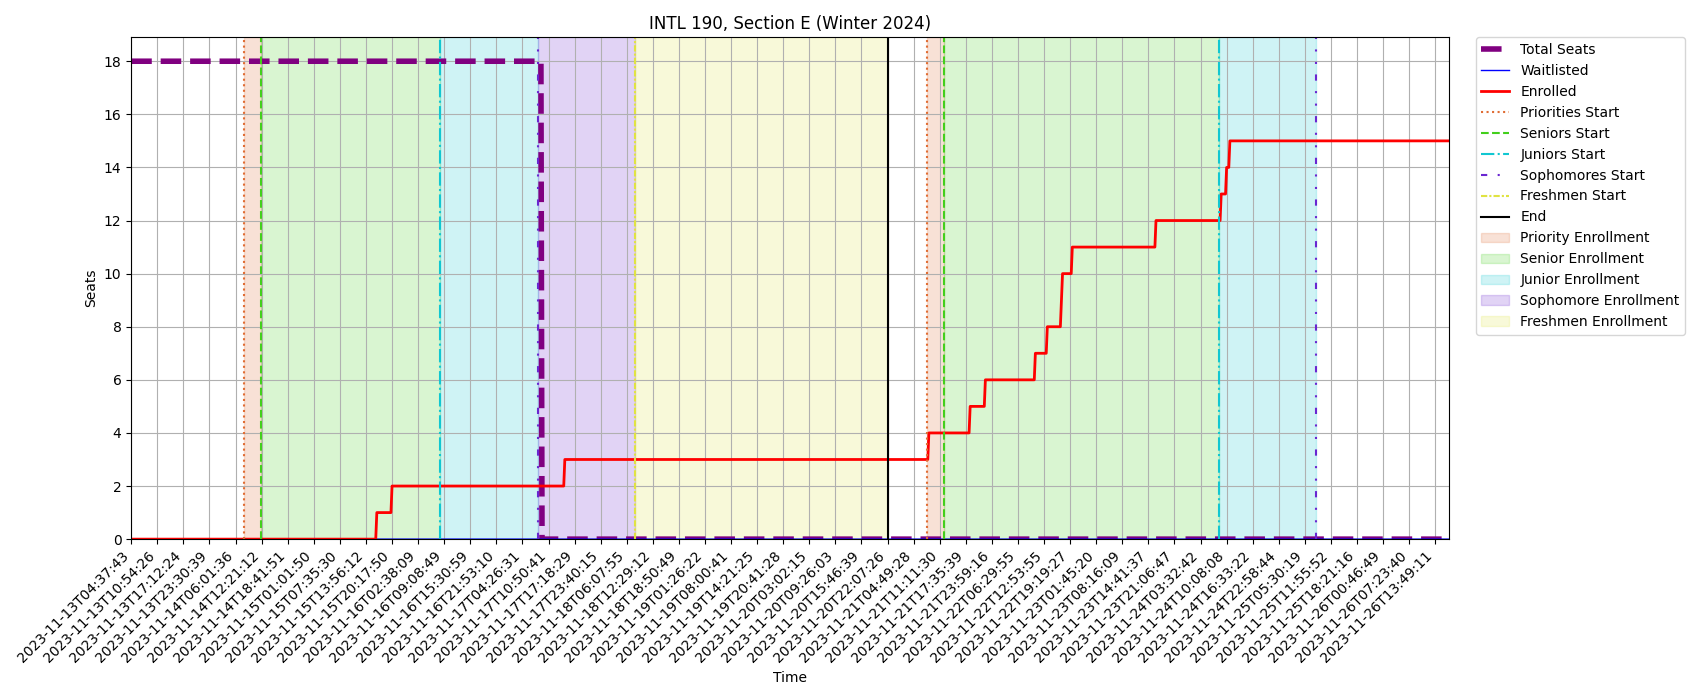 INTL 190, Section E (Winter 2024)
Seats
18
16
14
12
10
8
6
4
2
0
2023-11-13T04:37:43
2023-11-13T10:54:26
2023-11-13T17:12:24
2023-11-13T23:30:39
2023-11-14T06:01:36
2023-11-14T12:21:12
2023-11-14T18:41:51
2023-11-15T01:01:50
2023-11-15T07:35:30
2023-11-15T13:56:12
2023-11-15T20:17:50
2023-11-16T02:38:09
2023-11-16T09:08:49
2023-11-16T15:30:59
2023-11-16T21:53:10
2023-11-17T04:26:31
2023-11-17T10:50:41
2023-11-17T17:18:29
2023-11-17T23:40:15
2023-11-18T06:07:55
2023-11-18T12:29:12
2023-11-18T18:50:49
2023-11-19T01:26:22
2023-11-19T08:00:41
2023-11-19T14:21:25
2023-11-19T20:41:28
2023-11-20T03:02:15
2023-11-20T09:26:03
2023-11-20T15:46:39
2023-11-20T22:07:26
2023-11-21T04:49:28
2023-11-21T11:11:30
2023-11-21T17:35:39
2023-11-21T23:59:16
2023-11-22T06:29:55
2023-11-22T12:53:55
2023-11-22T19:19:27
2023-11-23T01:45:20
2023-11-23T08:16:09
2023-11-23T14:41:37
2023-11-23T21:06:47
2023-11-24T03:32:42
2023-11-24T10:08:08
2023-11-24T16:33:22
2023-11-24T22:58:44
2023-11-25T05:30:19
2023-11-25T11:55:52
2023-11-25T18:21:16
2023-11-26T00:46:49
2023-11-26T07:23:40
2023-11-26T13:49:11
Time
Total Seats
Waitlisted
Enrolled
Priorities Start
Seniors Start
Juniors Start
Sophomores Start
Freshmen Start
End
Priority Enrollment
Senior Enrollment
Junior Enrollment
Sophomore Enrollment
Freshmen Enrollment